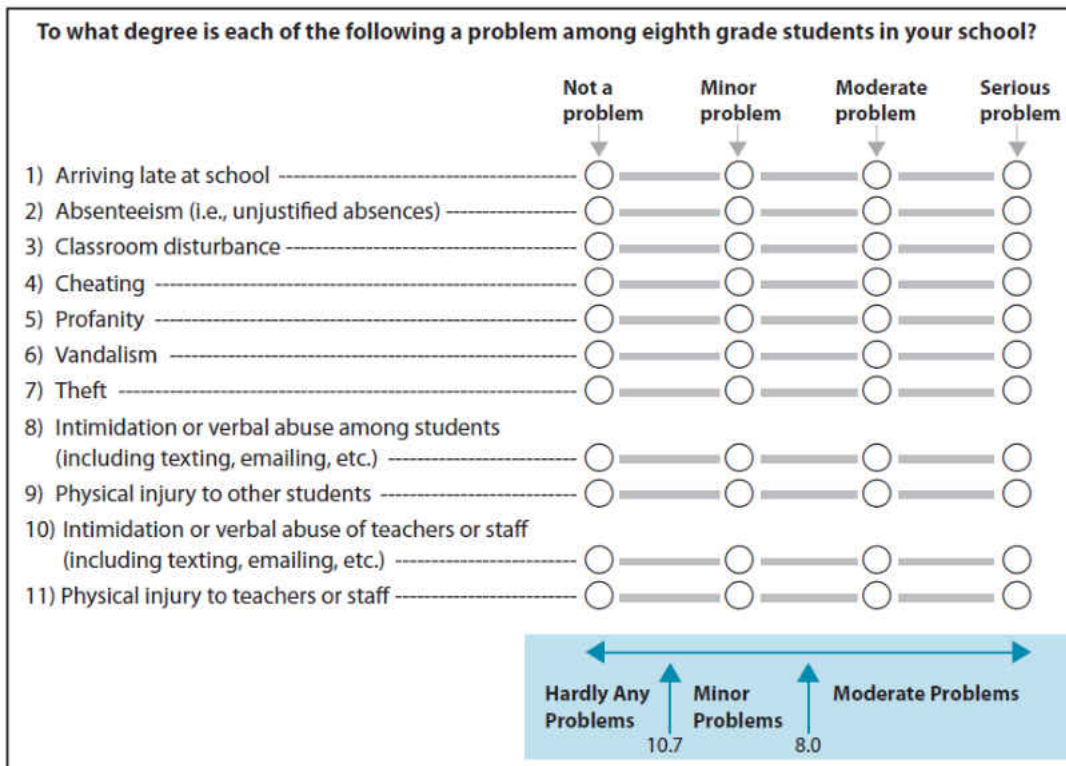 To what degree is each of the following a problem among eighth grade students in your school?
Not a problem
Minor problem
Moderate problem
Serious problem
1) Arriving late at school
2) Absenteeism (i.e., unjustified absences)
3) Classroom disturbance
4) Cheating
5) Profanity
6) Vandalism
7) Theft
8) Intimidation or verbal abuse among students
(including texting, emailing, etc.)
9) Physical injury to other students
10) Intimidation or verbal abuse of teachers or staff
(including texting, emailing, etc.)
11) Physical injury to teachers or staff
Hardly Any
Problems
10.7
Minor
Problems
8.0
Moderate Problems